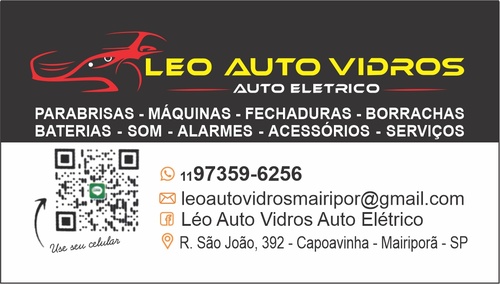 LEO AUTO VIDROS
AUTO ELETRICO
PARABRISAS - MÁQUINAS - FECHADURAS - BORRACHAS
BATERIAS - SOM - ALARMES - ACESSÓRIOS - SERVIÇOS
11 97359-6256
leoautovidrosmairipor@gmail.com
Léo Auto Vidros Auto Elétrico
R. São João, 392 - Capoavinha - Mairiporã - SP
Use seu celular